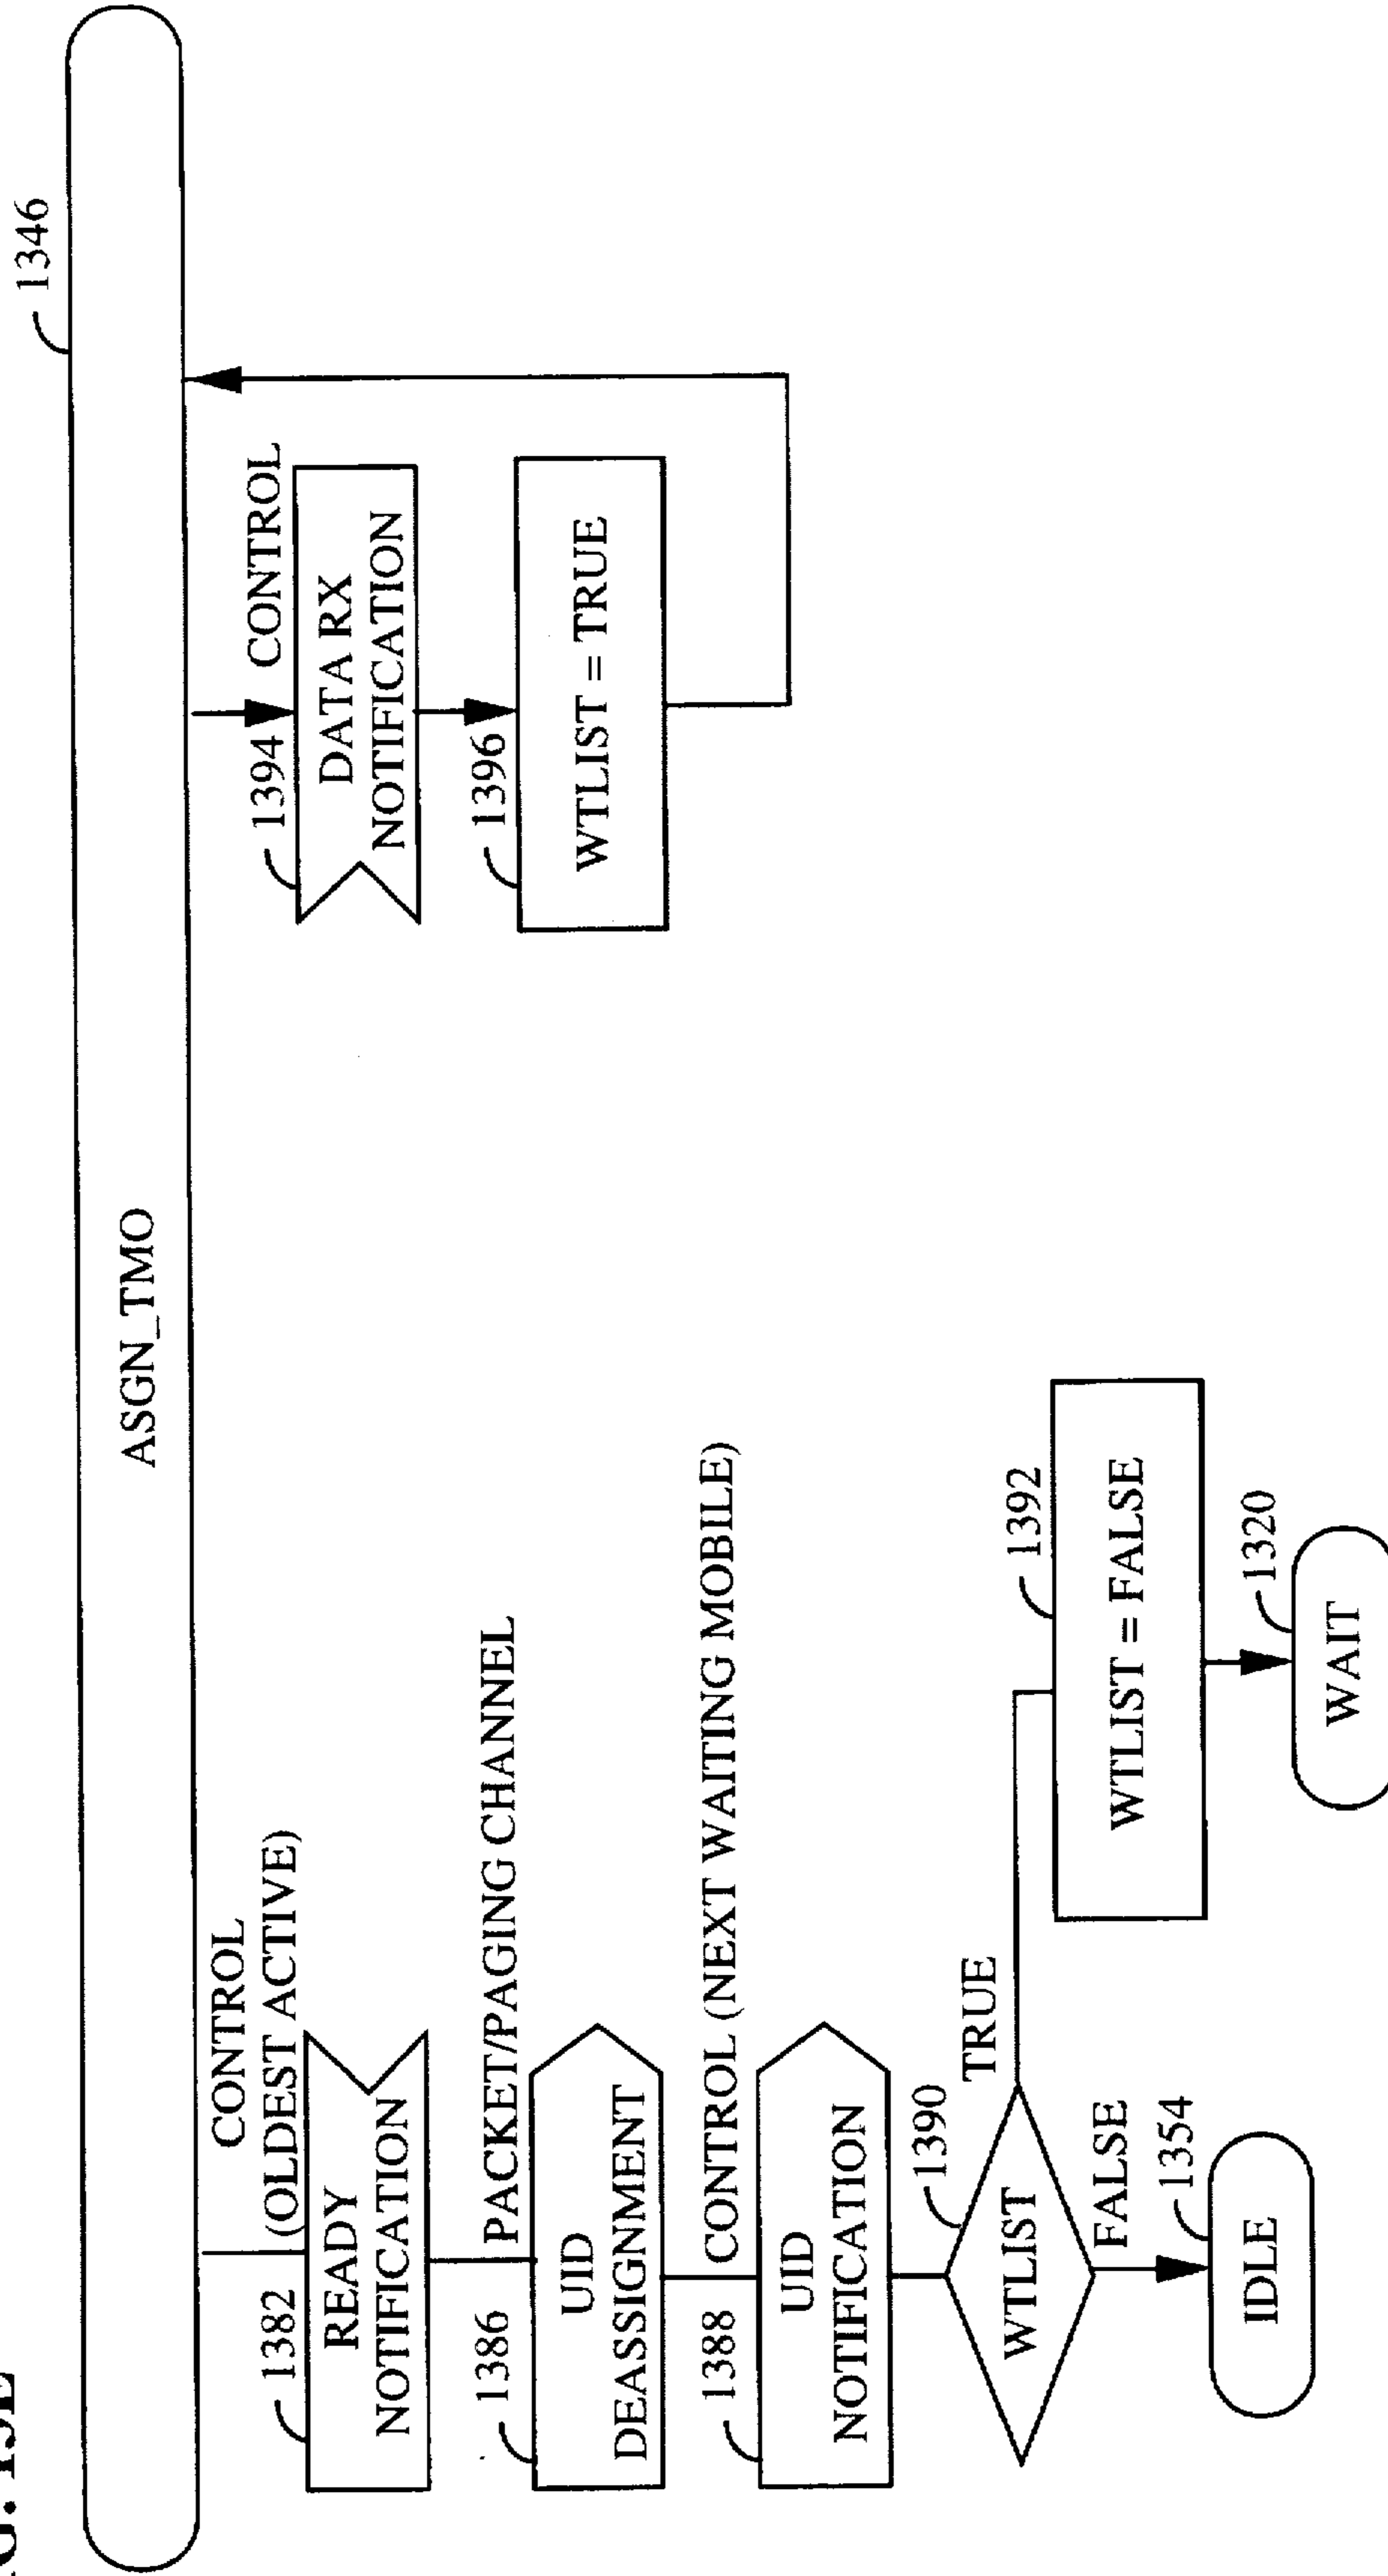 1346
ASGN_TMO
CONTROL
(OLDEST ACTIVE)
1382
READY
NOTIFICATION
PACKET/PAGING CHANNEL
1386
UID
DEASSIGNMENT
CONTROL (NEXT WAITING MOBILE)
1388
UID
NOTIFICATION
1390
WTLIST
TRUE
FALSE
1354
IDLE
1392
WTLIST = FALSE
1320
WAIT
1394
CONTROL
DATA RX
NOTIFICATION
1396
WTLIST = TRUE